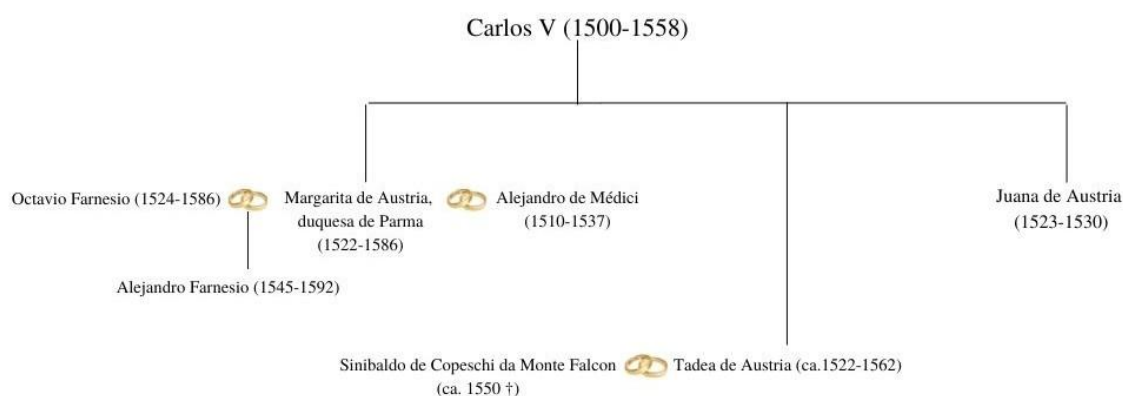 Carlos V (1500-1558)
Octavio Farnesio (1524-1586)
Margarita de Austria,
duquesa de Parma
(1522-1586)
Alejandro de Médici
(1510-1537)
Juana de Austria
(1523-1530)
Alejandro Farnesio (1545-1592)
Sinibaldo de Copeschi da Monte Falcon
(ca. 1550 †)
Tadea de Austria (ca.1522-1562)